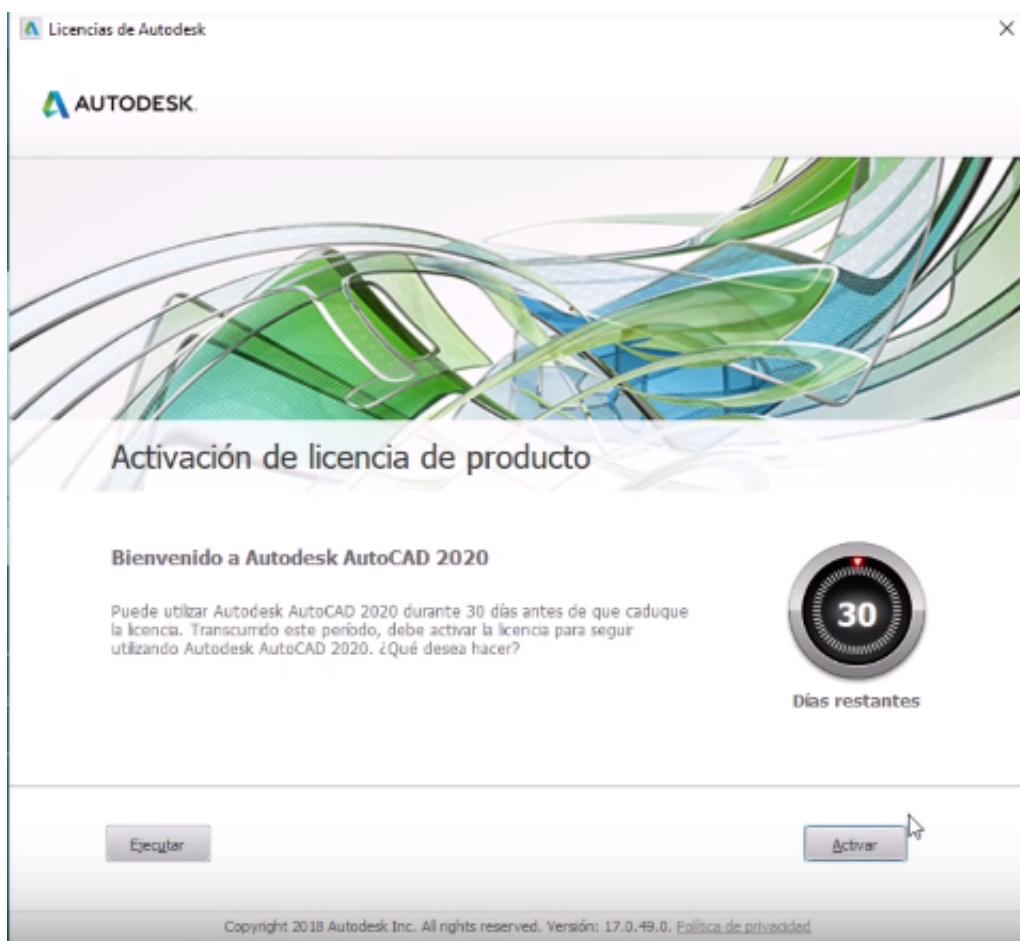 Licencias de Autodesk
AUTODESK.
Activación de licencia de producto
Bienvenido a Autodesk AutoCAD 2020
Puede utilizar Autodesk AutoCAD 2020 durante 30 días antes de que caduque
la licencia. Transcurrido este período, debe activar la licencia para seguir
utilizando Autodesk AutoCAD 2020. ¿Qué desea hacer?
30
Días restantes
Ejecutar
Activar
Copyright 2018 Autodesk Inc. All rights reserved. Versión: 17.0.49.0. Política de privacidad